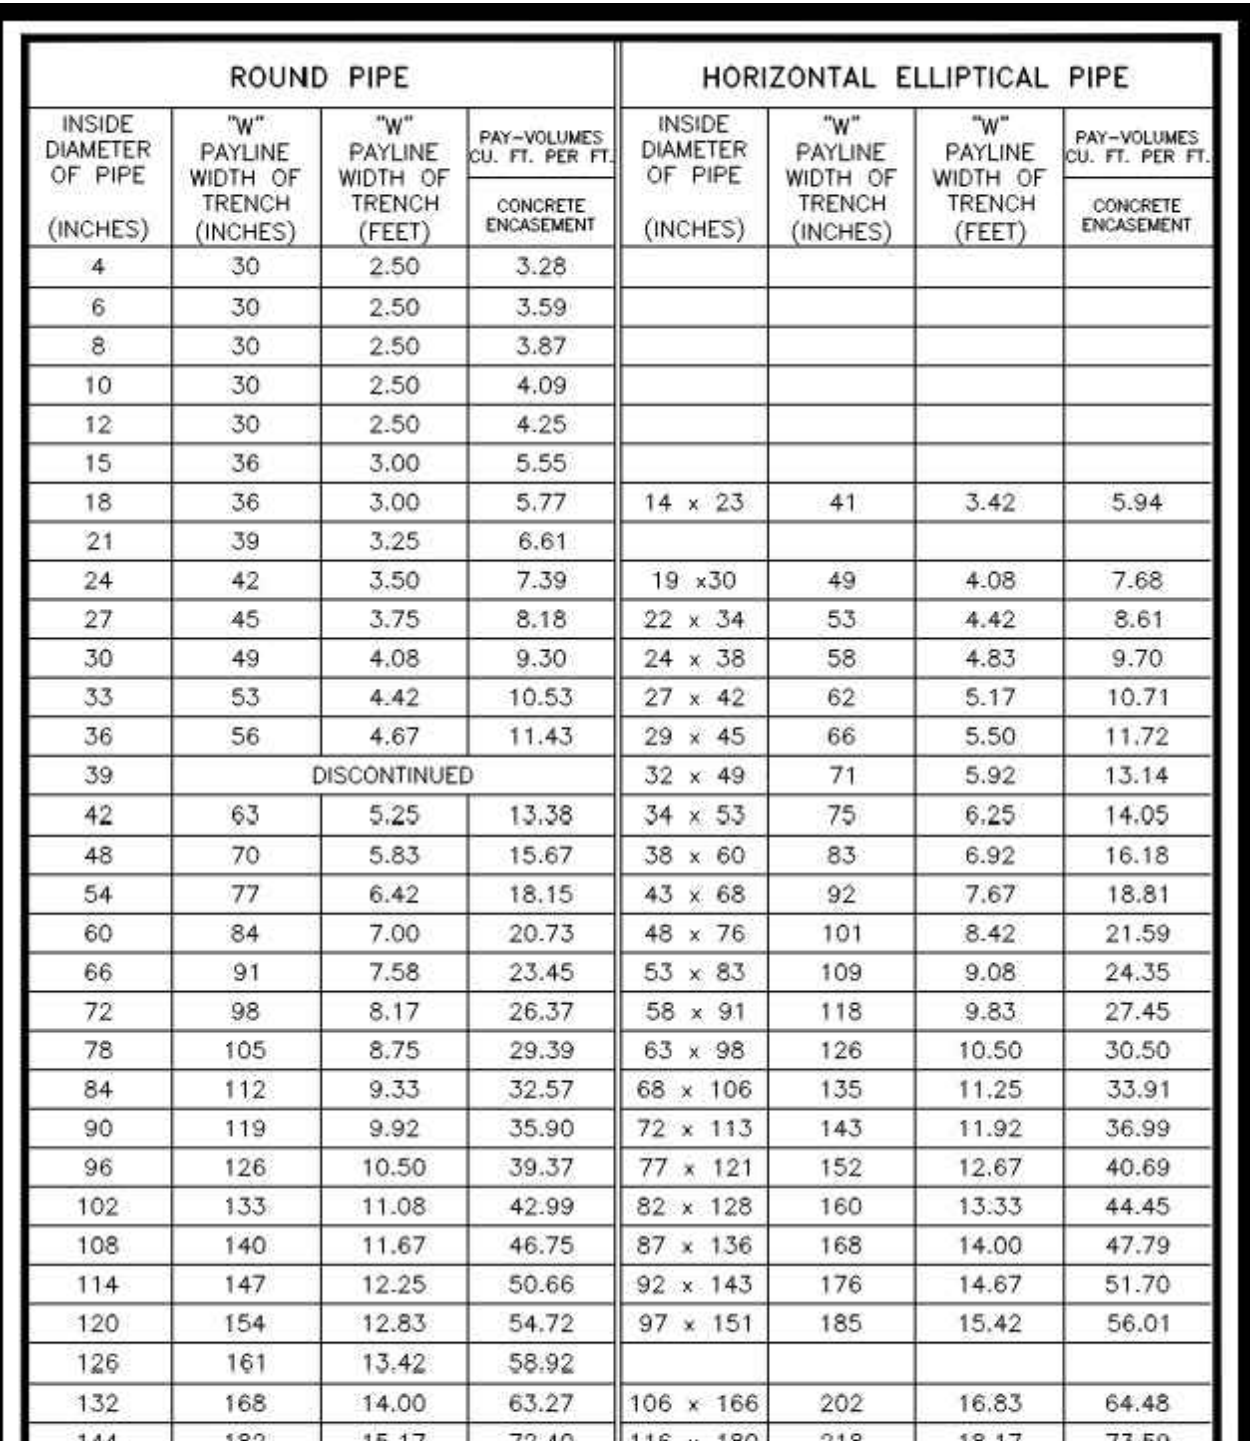 ROUND PIPE HORIZONTAL ELLIPTICAL PIPE
INSIDE DIAMETER OF PIPE (INCHES) "W" PAYLINE WIDTH OF TRENCH (INCHES) "W" PAYLINE WIDTH OF TRENCH (FEET) PAY-VOLUMES CU. FT. PER FT. CONCRETE ENCASEMENT INSIDE DIAMETER OF PIPE (INCHES) "W" PAYLINE WIDTH OF TRENCH (INCHES) "W" PAYLINE WIDTH OF TRENCH (FEET) PAY-VOLUMES CU. FT. PER FT. CONCRETE ENCASEMENT
4 30 2.50 3.28
6 30 2.50 3.59
8 30 2.50 3.87
10 30 2.50 4.09
12 30 2.50 4.25
15 36 3.00 5.55
18 36 3.00 5.77 14 x 23 41 3.42 5.94
21 39 3.25 6.61
24 42 3.50 7.39 19 x30 49 4.08 7.68
27 45 3.75 8.18 22 x 34 53 4.42 8.61
30 49 4.08 9.30 24 x 38 58 4.83 9.70
33 53 4.42 10.53 27 x 42 62 5.17 10.71
36 56 4.67 11.43 29 x 45 66 5.50 11.72
39 DISCONTINUED 32 x 49 71 5.92 13.14
42 63 5.25 13.38 34 x 53 75 6.25 14.05
48 70 5.83 15.67 38 x 60 83 6.92 16.18
54 77 6.42 18.15 43 x 68 92 7.67 18.81
60 84 7.00 20.73 48 x 76 101 8.42 21.59
66 91 7.58 23.45 53 x 83 109 9.08 24.35
72 98 8.17 26.37 58 x 91 118 9.83 27.45
78 105 8.75 29.39 63 x 98 126 10.50 30.50
84 112 9.33 32.57 68 x 106 135 11.25 33.91
90 119 9.92 35.90 72 x 113 143 11.92 36.99
96 126 10.50 39.37 77 x 121 152 12.67 40.69
102 133 11.08 42.99 82 x 128 160 13.33 44.45
108 140 11.67 46.75 87 x 136 168 14.00 47.79
114 147 12.25 50.66 92 x 143 176 14.67 51.70
120 154 12.83 54.72 97 x 151 185 15.42 56.01
126 161 13.42 58.92
132 168 14.00 63.27 106 x 166 202 16.83 64.48